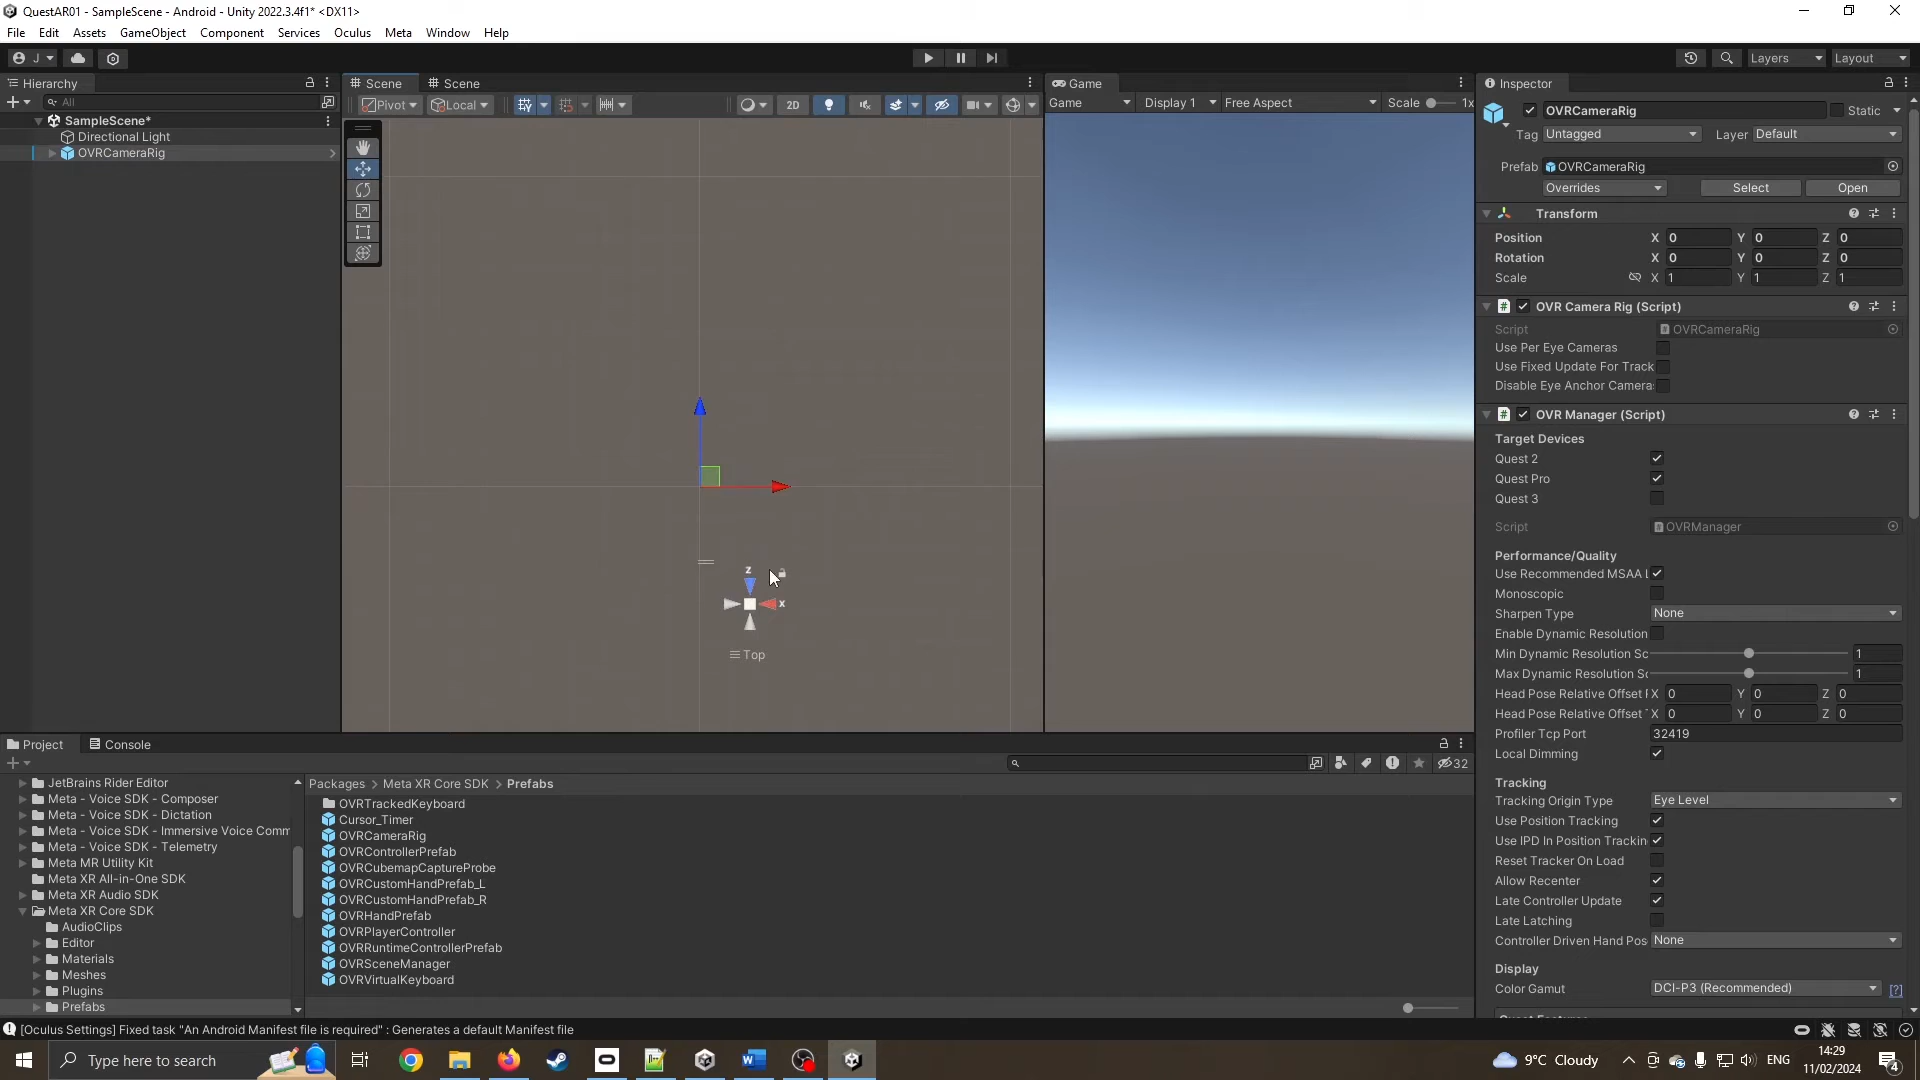 QuestAR01 - SampleScene - Android - Unity 2022.3.4f1* <DX11>
File Edit Assets GameObject Component Services Oculus Meta Window Help
J
Layers Layout
Hierarchy
All
SampleScene*
Directional Light
OVRCameraRig
Scene Scene
Pivot Local 2D
z
x
Top
Game
Game Display 1 Free Aspect Scale 1x
Inspector
OVRCameraRig Static
Tag Untagged Layer Default
Prefab OVRCameraRig
Overrides Select Open
Transform
Position X 0 Y 0 Z 0
Rotation X 0 Y 0 Z 0
Scale X 1 Y 1 Z 1
OVR Camera Rig (Script)
Script OVRCameraRig
Use Per Eye Cameras
Use Fixed Update For Track
Disable Eye Anchor Camera
OVR Manager (Script)
Target Devices
Quest 2
Quest Pro
Quest 3
Script OVRManager
Performance/Quality
Use Recommended MSAA L
Monoscopic
Sharpen Type None
Enable Dynamic Resolution
Min Dynamic Resolution Sc 1
Max Dynamic Resolution Sc 1
Head Pose Relative Offset X 0 Y 0 Z 0
Head Pose Relative Offset X 0 Y 0 Z 0
Profiler Tcp Port 32419
Local Dimming
Tracking
Tracking Origin Type Eye Level
Use Position Tracking
Use IPD In Position Trackin
Reset Tracker On Load
Allow Recenter
Late Controller Update
Late Latching
Controller Driven Hand Pos None
Display
Color Gamut DCI-P3 (Recommended) [?]
Project Console
32
JetBrains Rider Editor
Meta - Voice SDK - Composer
Meta - Voice SDK - Dictation
Meta - Voice SDK - Immersive Voice Comm
Meta - Voice SDK - Telemetry
Meta MR Utility Kit
Meta XR All-in-One SDK
Meta XR Audio SDK
Meta XR Core SDK
AudioClips
Editor
Materials
Meshes
Plugins
Prefabs
Packages > Meta XR Core SDK > Prefabs
OVRTrackedKeyboard
Cursor_Timer
OVRCameraRig
OVRControllerPrefab
OVRCubemapCaptureProbe
OVRCustomHandPrefab_L
OVRCustomHandPrefab_R
OVRHandPrefab
OVRPlayerController
OVRRuntimeControllerPrefab
OVRSceneManager
OVRVirtualKeyboard
[Oculus Settings] Fixed task "An Android Manifest file is required" : Generates a default Manifest file
Type here to search
9°C Cloudy
ENG
14:29
11/02/2024
4